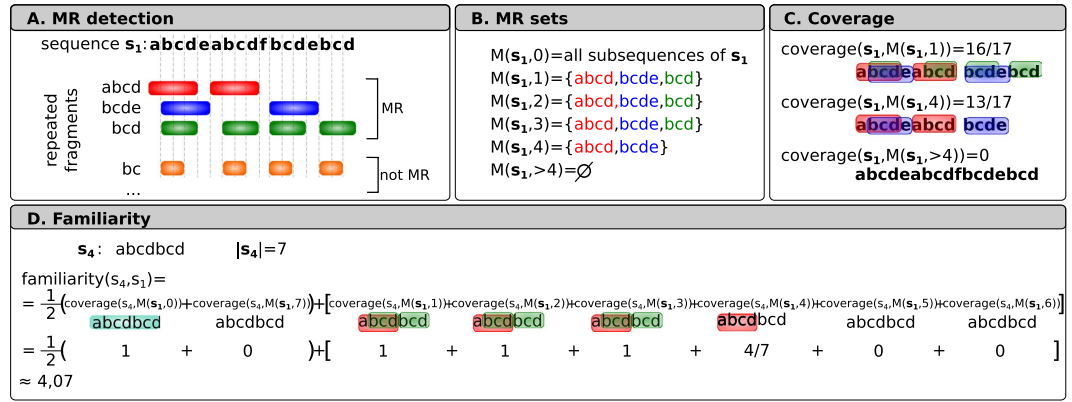 A. MR detection
sequence s1:abcdeabcdfbcdebcd
abcd
bcde
bcd
MR
repeated
fragments
bc
...
not MR
B. MR sets
M(s1,0)=all subsequences of s1
M(s1,1)={abcd,bcde,bcd}
M(s1,2)={abcd,bcde,bcd}
M(s1,3)={abcd,bcde,bcd}
M(s1,4)={abcd,bcde}
M(s1,>4)=∅
C. Coverage
coverage(s1,M(s1,1))=16/17
abcdeabcd bcdebcd
coverage(s1,M(s1,4))=13/17
abcdeabcd bcde
coverage(s1,M(s1,>4))=0
abcdeabcdfbcdebcd
D. Familiarity
s4: abcdbcd |s4|=7
familiarity(s4,s1)=
= 1/2(coverage(s4,M(s1,0))+coverage(s4,M(s1,7)))+[coverage(s4,M(s1,1))+coverage(s4,M(s1,2))+coverage(s4,M(s1,3))+coverage(s4,M(s1,4))+coverage(s4,M(s1,5))+coverage(s4,M(s1,6))]
abcdbcd abcdbcd abcdbcd abcdbcd abcdbcd abcdbcd abcdbcd abcdbcd
= 1/2( 1 + 0 )+[ 1 + 1 + 1 + 4/7 + 0 + 0 ]
≈ 4,07